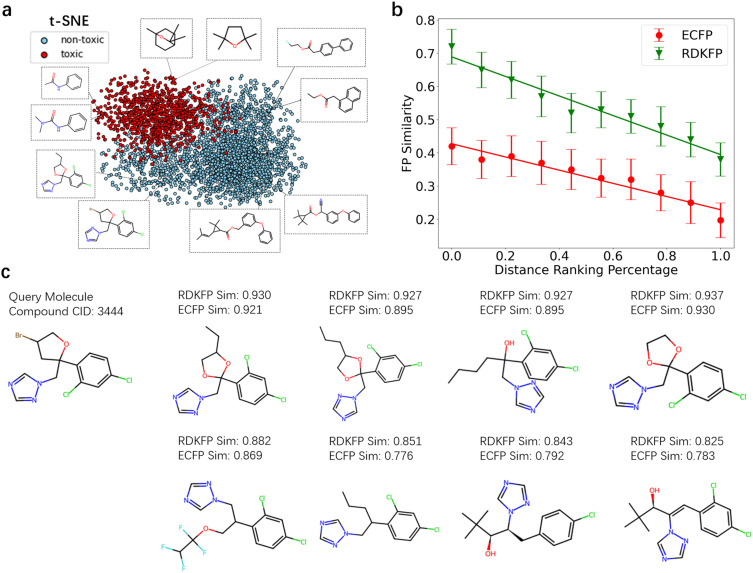 a
t-SNE
non-toxic
toxic
b
FP Similarity
0.8
0.7
0.6
0.5
0.4
0.3
0.2
ECFP
RDKFP
0.0
0.2
0.4
0.6
0.8
1.0
Distance Ranking Percentage
c
Query Molecule
Compound CID: 3444
RDKFP Sim: 0.930
ECFP Sim: 0.921
RDKFP Sim: 0.927
ECFP Sim: 0.895
RDKFP Sim: 0.927
ECFP Sim: 0.895
RDKFP Sim: 0.937
ECFP Sim: 0.930
RDKFP Sim: 0.882
ECFP Sim: 0.869
RDKFP Sim: 0.851
ECFP Sim: 0.776
RDKFP Sim: 0.843
ECFP Sim: 0.792
RDKFP Sim: 0.825
ECFP Sim: 0.783